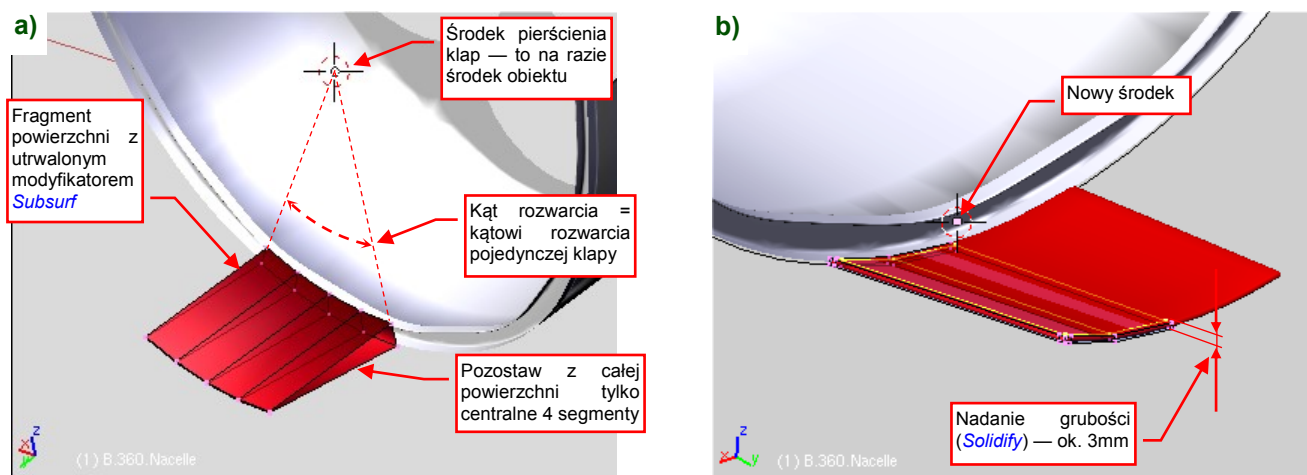 a)
Środek pierścienia
klap — to na razie
środek obiektu
Fragment
powierzchni z
utrwalonym
modyfikatorem
Subsurf
Kąt rozwarcia =
kątowi rozwarcia
pojedynczej klapy
Pozostaw z całej
powierzchni tylko
centralne 4 segmenty
z
x
y
(1) B.360.Nacelle
b)
Nowy środek
Nadanie grubości
(Solidify) — ok. 3mm
z
x
y
(1) B.360.Nacelle